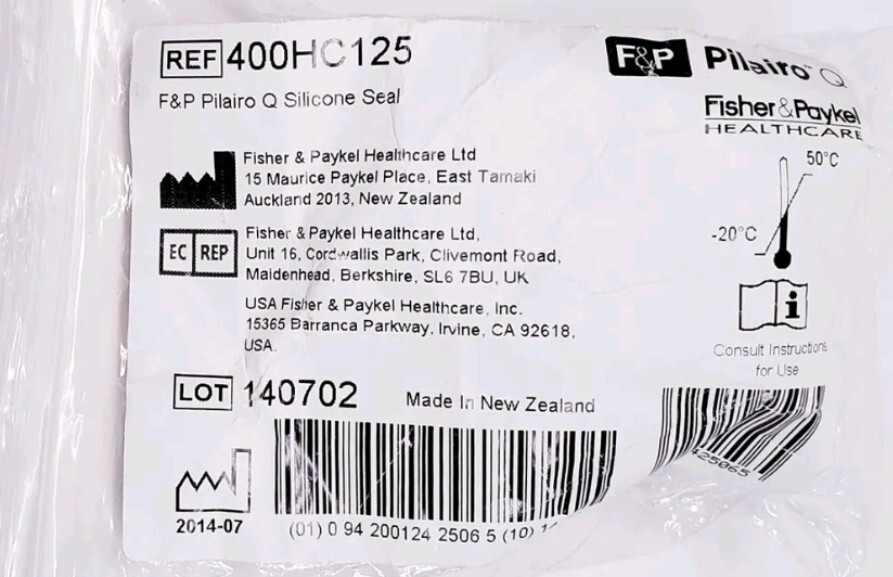 REF 400HC125
F&P Pilairo Q Silicone Seal
F&P Pilairo™ Q
Fisher & Paykel
HEALTHCARE
Fisher & Paykel Healthcare Ltd
15 Maurice Paykel Place, East Tamaki
Auckland 2013, New Zealand
50°C
-20°C
EC REP
Fisher & Paykel Healthcare Ltd,
Unit 16, Cordwallis Park, Clivemont Road,
Maidenhead, Berkshire, SL6 7BU, UK
USA Fisher & Paykel Healthcare, Inc.
15365 Barranca Parkway, Irvine, CA 92618,
USA.
i
Consult Instructions
for Use
LOT 140702
Made In New Zealand
2014-07
(01) 0 94 200124 2506 5 (10)
425065